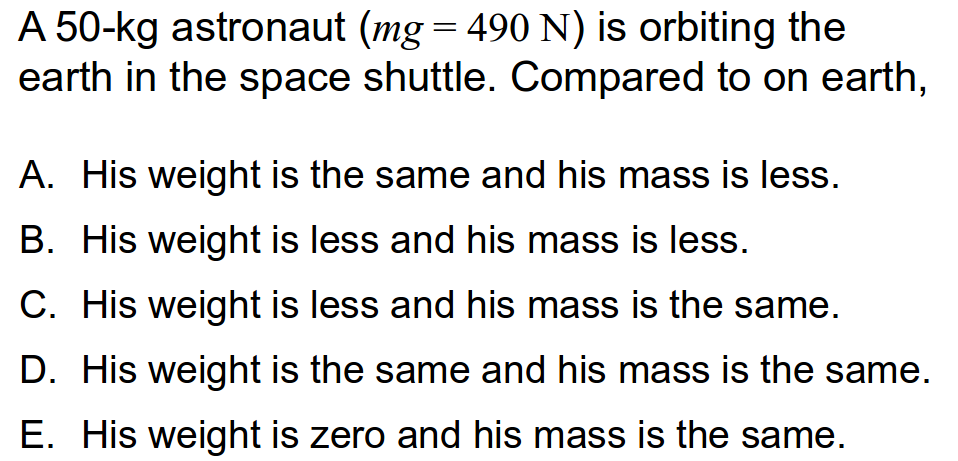 A 50-kg astronaut (mg = 490 N) is orbiting the
earth in the space shuttle. Compared to on earth,
A. His weight is the same and his mass is less.
B. His weight is less and his mass is less.
C. His weight is less and his mass is the same.
D. His weight is the same and his mass is the same.
E. His weight is zero and his mass is the same.